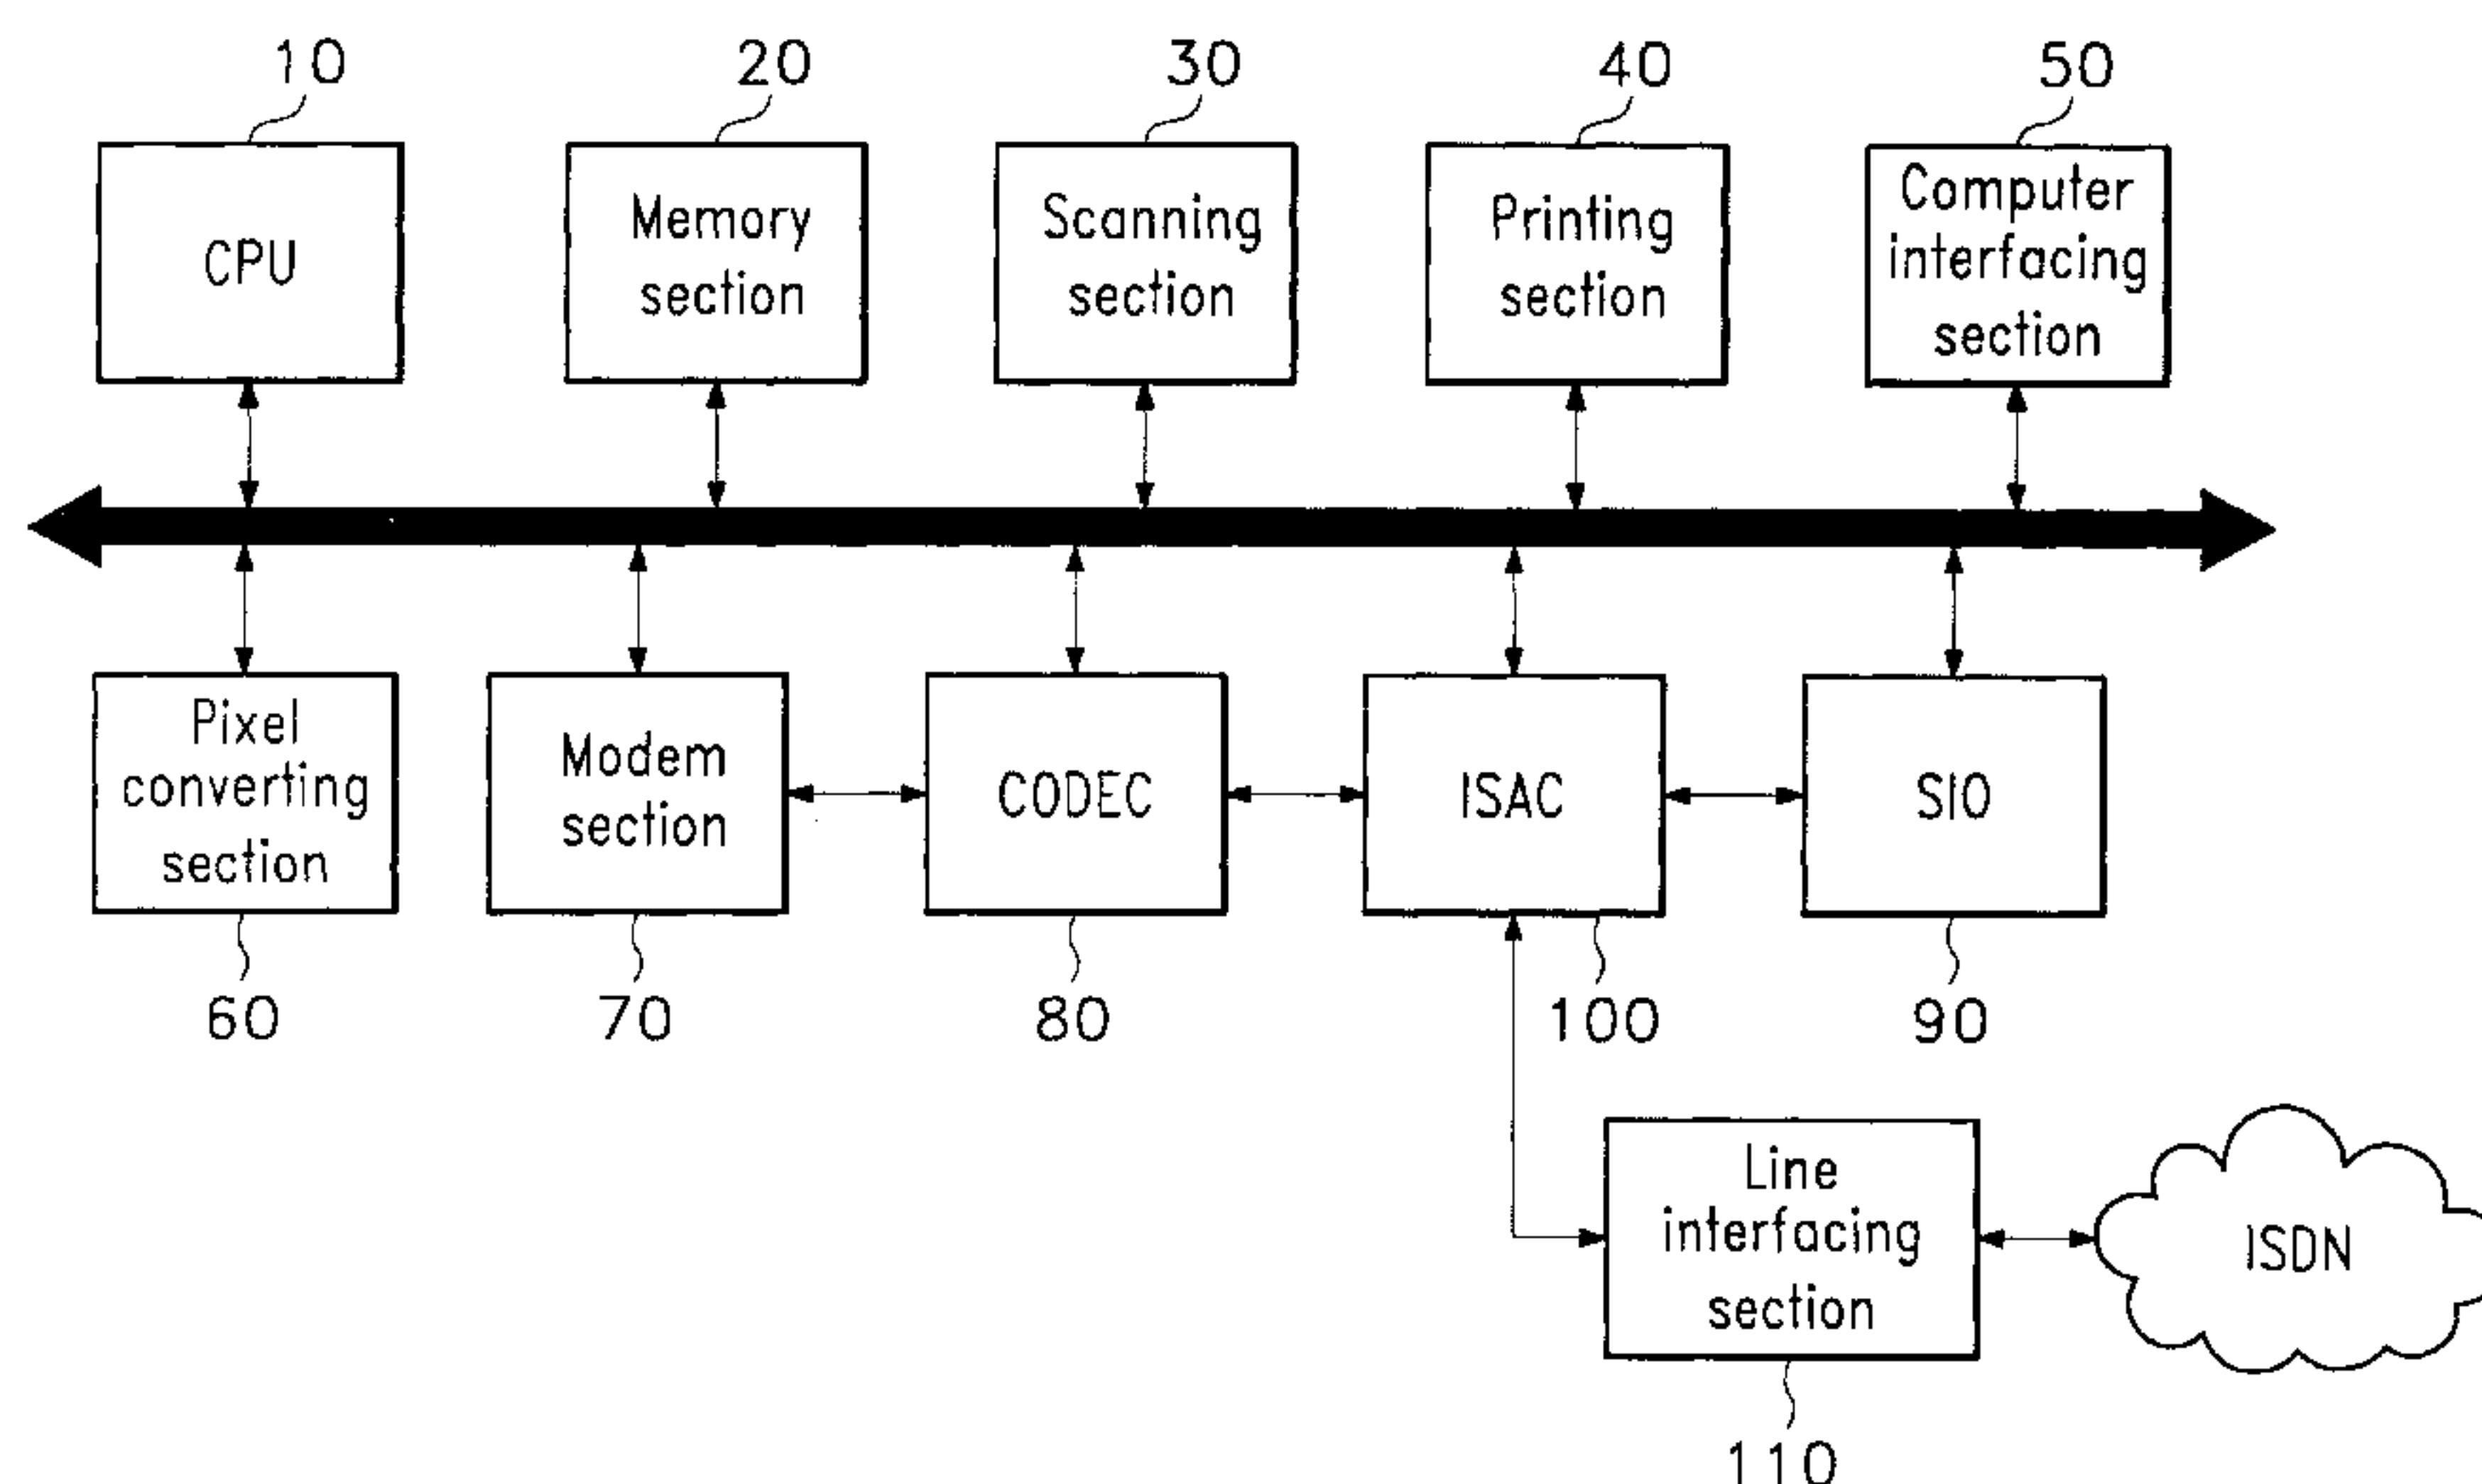 10
20
30
40
50
CPU
Memory
section
Scanning
section
Printing
section
Computer
interfacing
section
Pixel
converting
section
Modem
section
CODEC
ISAC
SIO
60
70
80
100
90
Line
interfacing
section
ISDN
110